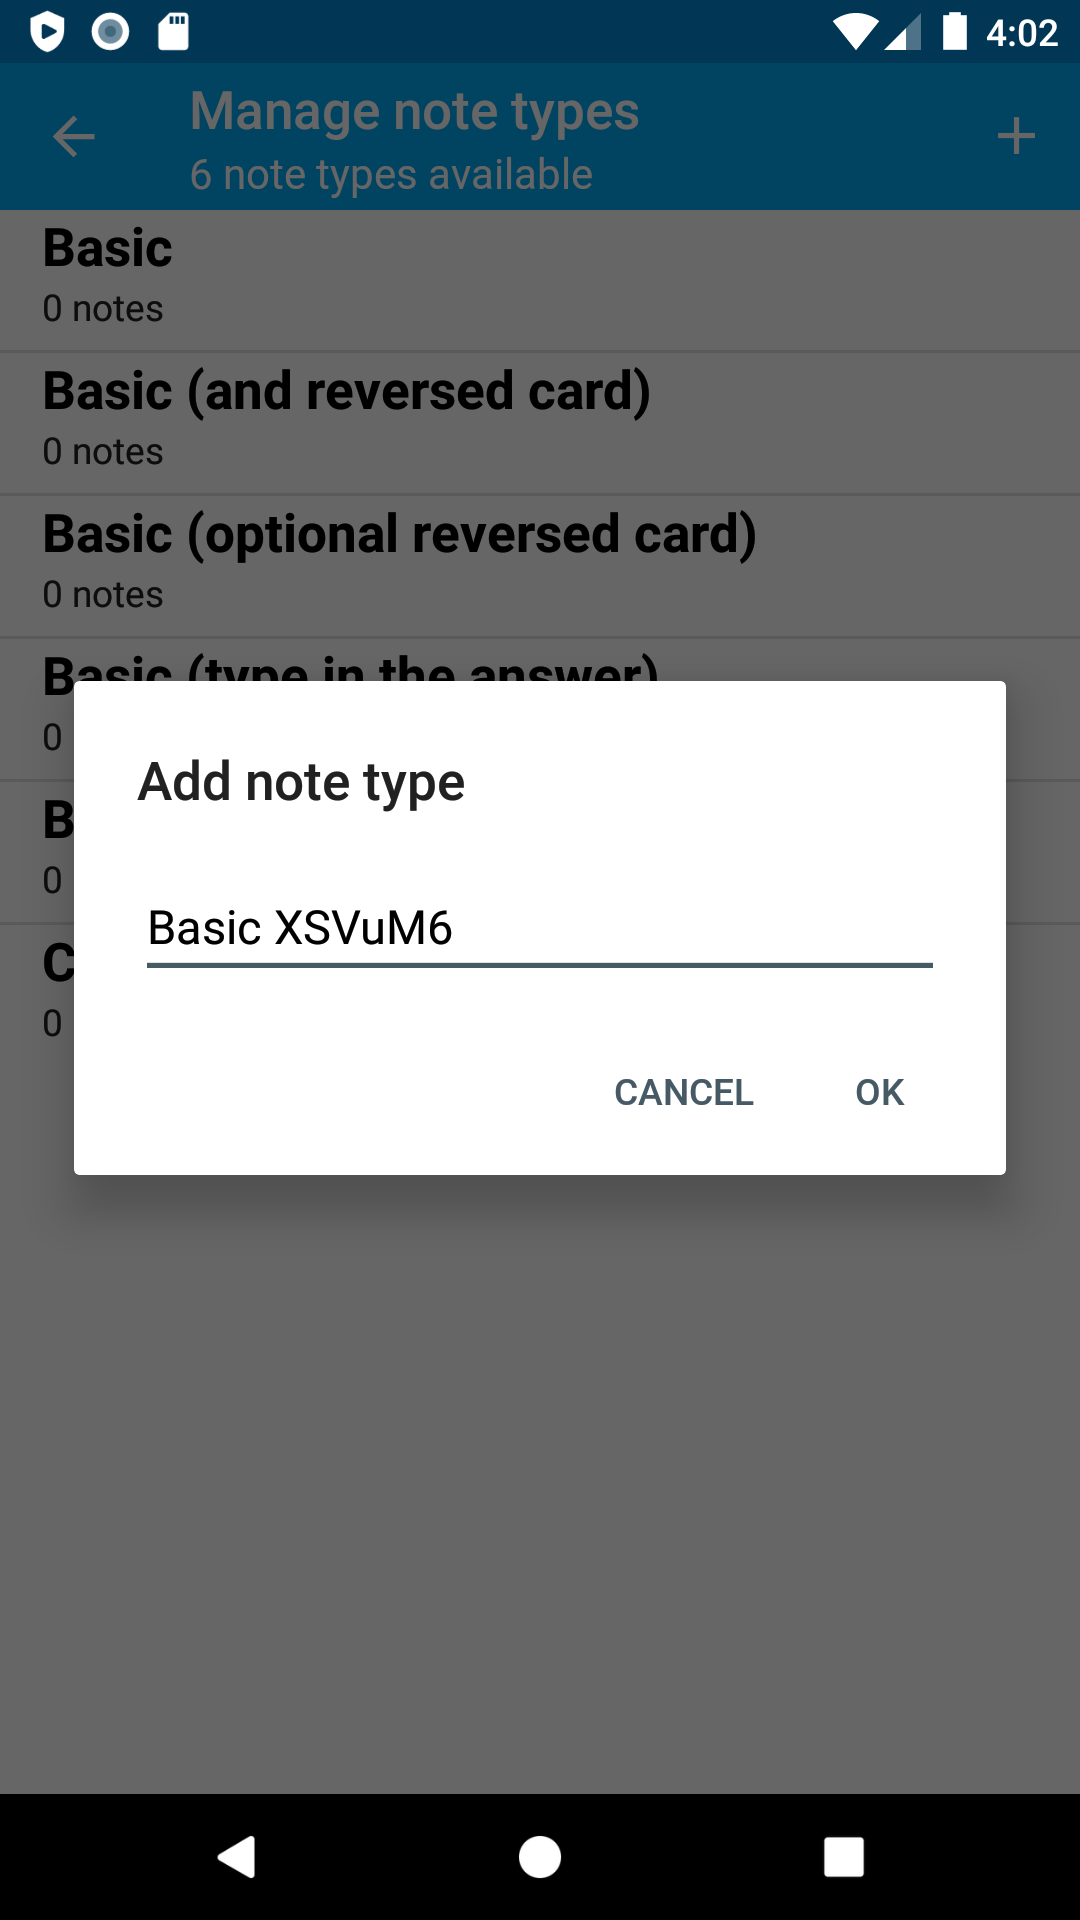 4:02
Manage note types
6 note types available
Basic
0 notes
Basic (and reversed card)
0 notes
Basic (optional reversed card)
0 notes
Basic (type in the answer)
0
B
0
C
0
Add note type
Basic XSVuM6
CANCEL OK